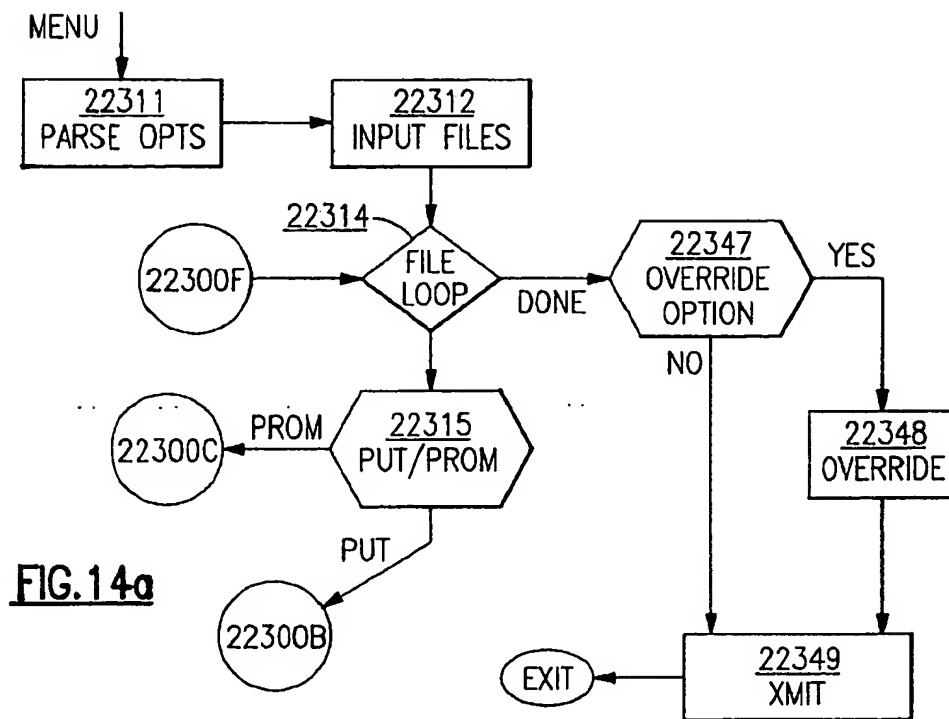 MENU
22311
PARSE OPTS
22312
INPUT FILES
22314
FILE
LOOP
22300F
DONE
22347
OVERRIDE
OPTION
YES
NO
22300C
PROM
22315
PUT/PROM
22348
OVERRIDE
PUT
FIG.14a
22300B
EXIT
22349
XMIT